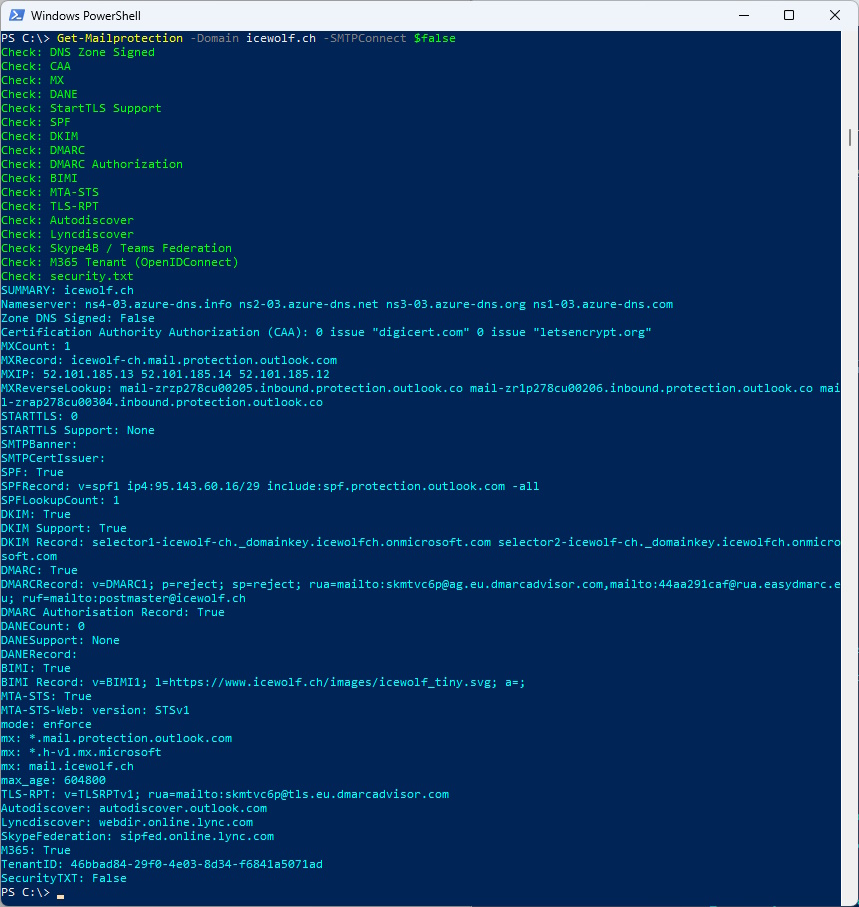 Windows PowerShell
PS C:\> Get-Mailprotection -Domain icewolf.ch -SMTPConnect $false
Check: DNS Zone Signed
Check: CAA
Check: MX
Check: DANE
Check: StartTLS Support
Check: SPF
Check: DKIM
Check: DMARC
Check: DMARC Authorization
Check: BIMI
Check: MTA-STS
Check: TLS-RPT
Check: Autodiscover
Check: Lyncdiscover
Check: Skype4B / Teams Federation
Check: M365 Tenant (OpenIDConnect)
Check: security.txt
SUMMARY: icewolf.ch
Nameserver: ns4-03.azure-dns.info ns2-03.azure-dns.net ns3-03.azure-dns.org ns1-03.azure-dns.com
Zone DNS Signed: False
Certification Authority Authorization (CAA): 0 issue "digicert.com" 0 issue "letsencrypt.org"
MXCount: 1
MXRecord: icewolf-ch.mail.protection.outlook.com
MXIP: 52.101.185.13 52.101.185.14 52.101.185.12
MXReverseLookup: mail-zrzp278cu00205.inbound.protection.outlook.co mail-zr1p278cu00206.inbound.protection.outlook.co mai
l-zrap278cu00304.inbound.protection.outlook.co
STARTTLS: 0
STARTTLS Support: None
SMTPBanner:
SMTPCertIssuer:
SPF: True
SPFRecord: v=spf1 ip4:95.143.60.16/29 include:spf.protection.outlook.com -all
SPFLookupCount: 1
DKIM: True
DKIM Support: True
DKIM Record: selector1-icewolf-ch._domainkey.icewolfch.onmicrosoft.com selector2-icewolf-ch._domainkey.icewolfch.onmicro
soft.com
DMARC: True
DMARCRecord: v=DMARC1; p=reject; sp=reject; rua=mailto:skmtvc6p@ag.eu.dmarcadvisor.com,mailto:44aa291caf@rua.easydmarc.e
u; ruf=mailto:postmaster@icewolf.ch
DMARC Authorisation Record: True
DANECount: 0
DANESupport: None
DANERecord:
BIMI: True
BIMI Record: v=BIMI1; l=https://www.icewolf.ch/images/icewolf_tiny.svg; a=;
MTA-STS: True
MTA-STS-Web: version: STSv1
mode: enforce
mx: *.mail.protection.outlook.com
mx: *.h-v1.mx.microsoft
mx: mail.icewolf.ch
max_age: 604800
TLS-RPT: v=TLSRPTv1; rua=mailto:skmtvc6p@tls.eu.dmarcadvisor.com
Autodiscover: autodiscover.outlook.com
Lyncdiscover: webdir.online.lync.com
SkypeFederation: sipfed.online.lync.com
M365: True
TenantID: 46bbad84-29f0-4e03-8d34-f6841a5071ad
SecurityTXT: False
PS C:\>